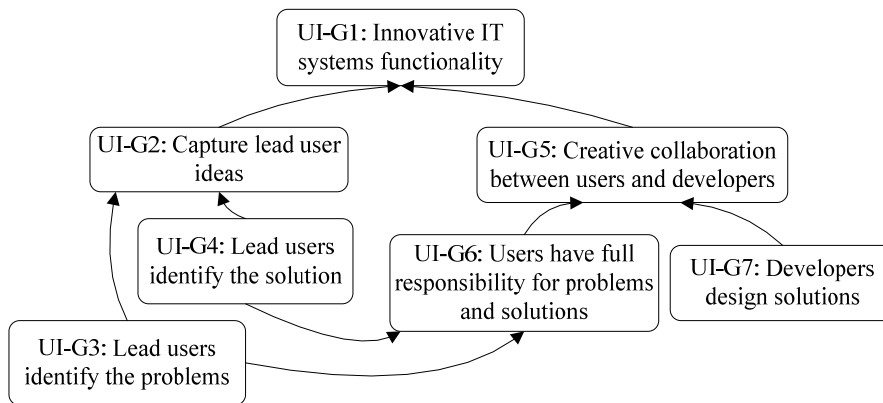 UI-G1: Innovative IT
systems functionality
UI-G2: Capture lead user
ideas
UI-G5: Creative collaboration
between users and developers
UI-G4: Lead users
identify the solution
UI-G6: Users have full
responsibility for problems
and solutions
UI-G7: Developers
design solutions
UI-G3: Lead users
identify the problems